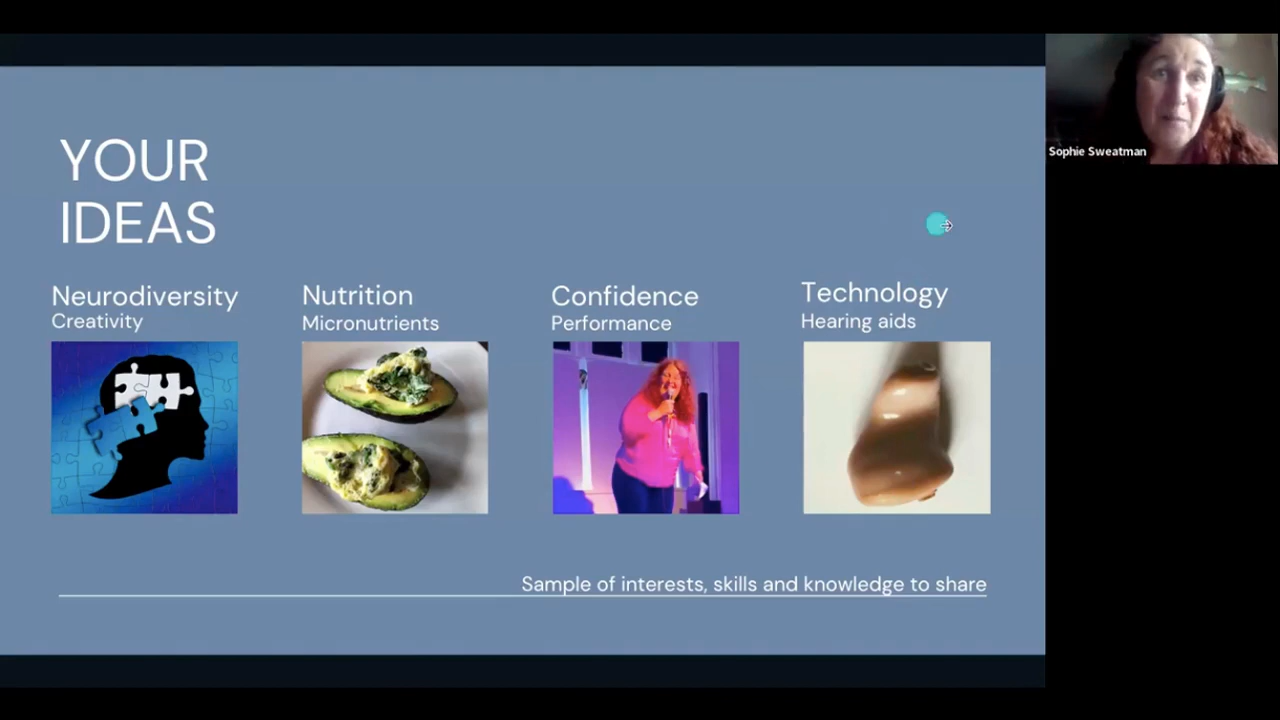 YOUR
IDEAS
Neurodiversity
Creativity
Nutrition
Micronutrients
Confidence
Performance
Technology
Hearing aids
Sample of interests, skills and knowledge to share
Sophie Sweatman